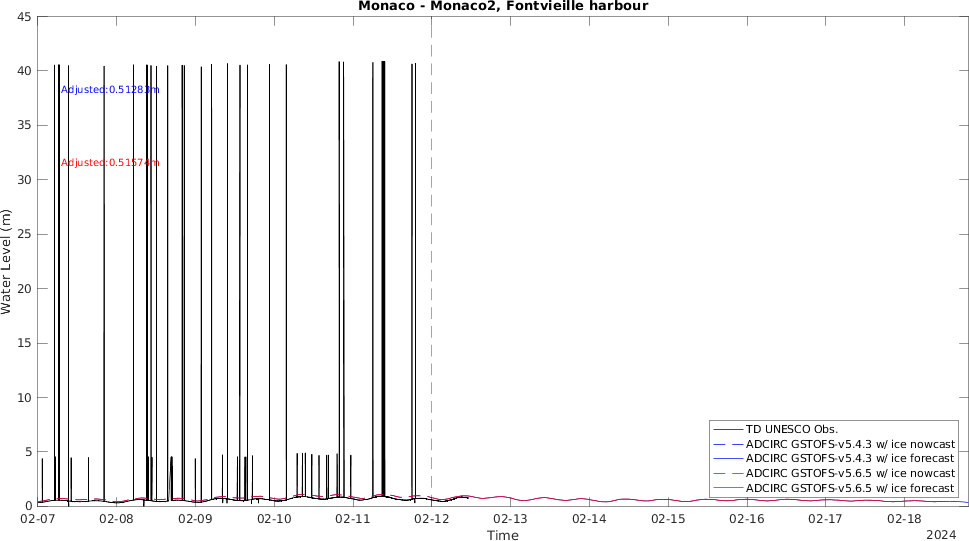 Monaco - Monaco2, Fontvieille harbour
45
40
35
30
25
20
15
10
5
0
Water Level (m)
Adjusted:0.51283m
Adjusted:0.51574m
TD UNESCO Obs.
ADCIRC GSTOFS-v5.4.3 w/ ice nowcast
ADCIRC GSTOFS-v5.4.3 w/ ice forecast
ADCIRC GSTOFS-v5.6.5 w/ ice nowcast
ADCIRC GSTOFS-v5.6.5 w/ ice forecast
02-07 02-08 02-09 02-10 02-11 02-12 02-13 02-14 02-15 02-16 02-17 02-18
Time
2024